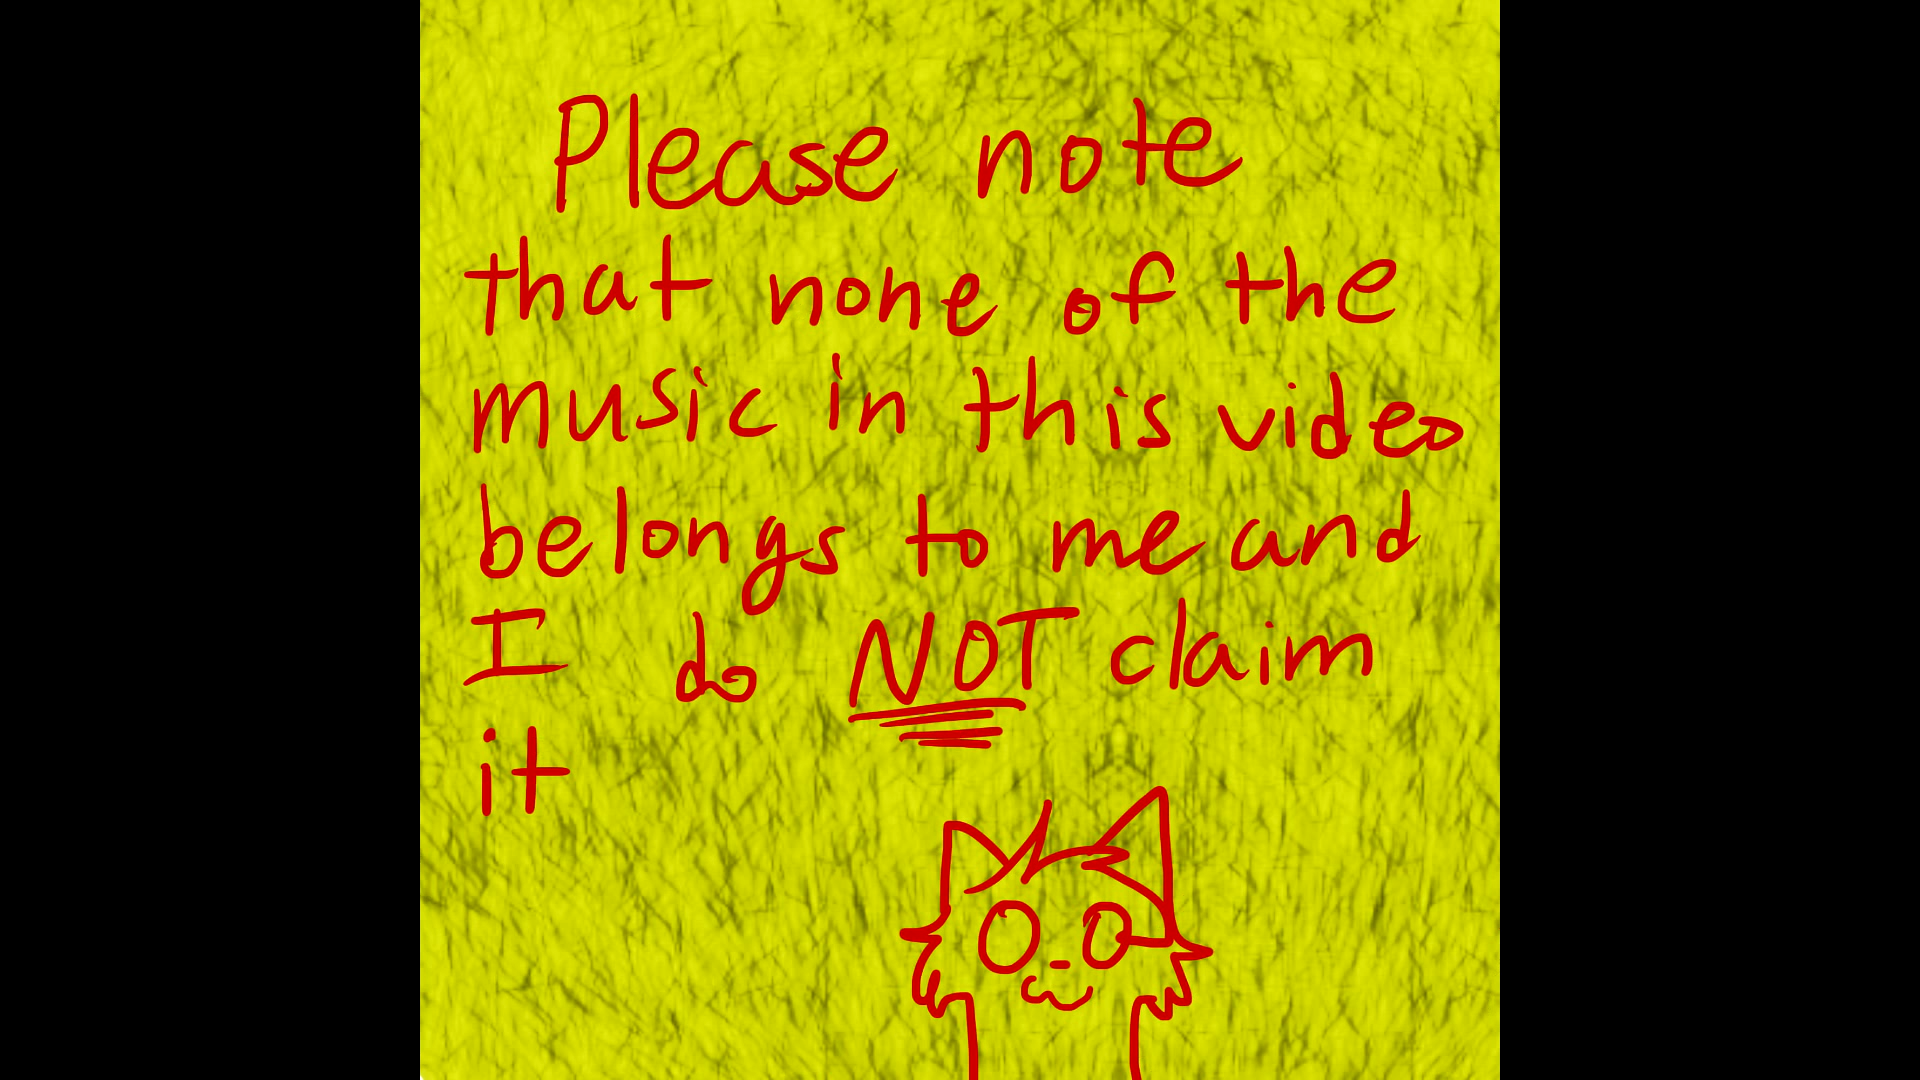 Please note
that none of the
music in this video
belongs to me and
I do NOT claim
it